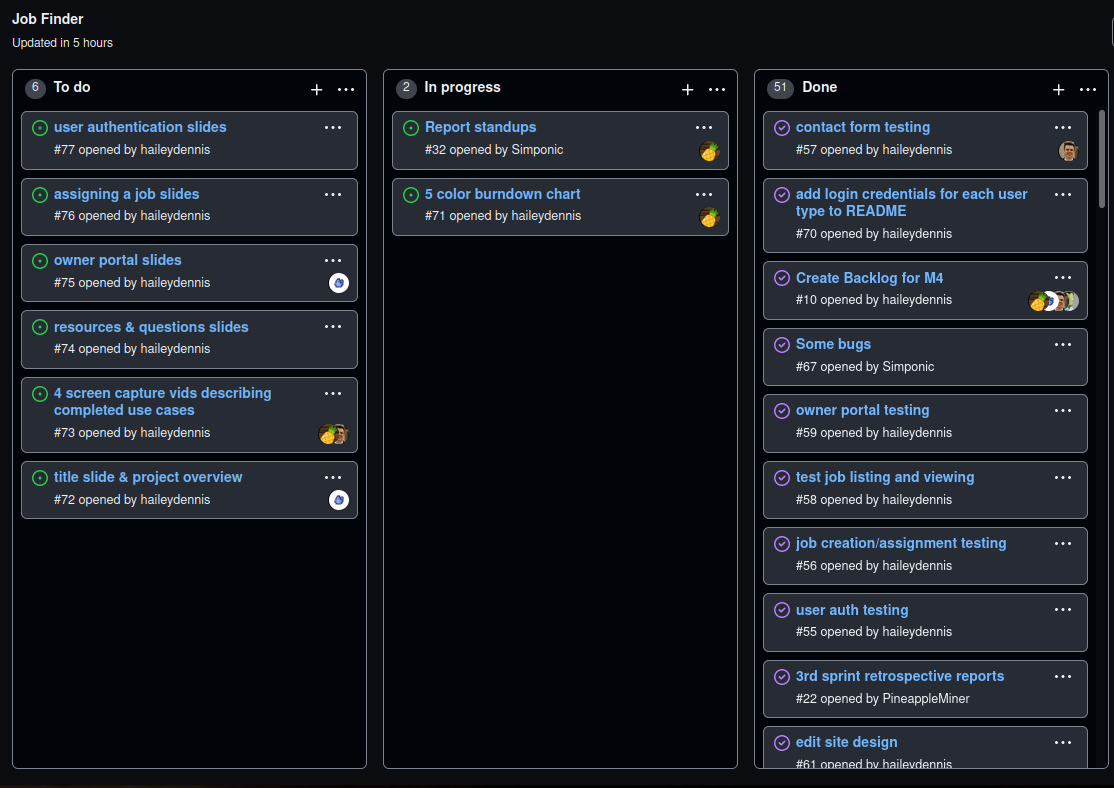 Job Finder
Updated in 5 hours
6 To do
user authentication slides
#77 opened by haileydennis
assigning a job slides
#76 opened by haileydennis
owner portal slides
#75 opened by haileydennis
resources & questions slides
#74 opened by haileydennis
4 screen capture vids describing
completed use cases
#73 opened by haileydennis
title slide & project overview
#72 opened by haileydennis
2 In progress
Report standups
#32 opened by Simponic
5 color burndown chart
#71 opened by haileydennis
51 Done
contact form testing
#57 opened by haileydennis
add login credentials for each user
type to README
#70 opened by haileydennis
Create Backlog for M4
#10 opened by haileydennis
Some bugs
#67 opened by Simponic
owner portal testing
#59 opened by haileydennis
test job listing and viewing
#58 opened by haileydennis
job creation/assignment testing
#56 opened by haileydennis
user auth testing
#55 opened by haileydennis
3rd sprint retrospective reports
#22 opened by PineappleMiner
edit site design
#61 opened by haileydennis